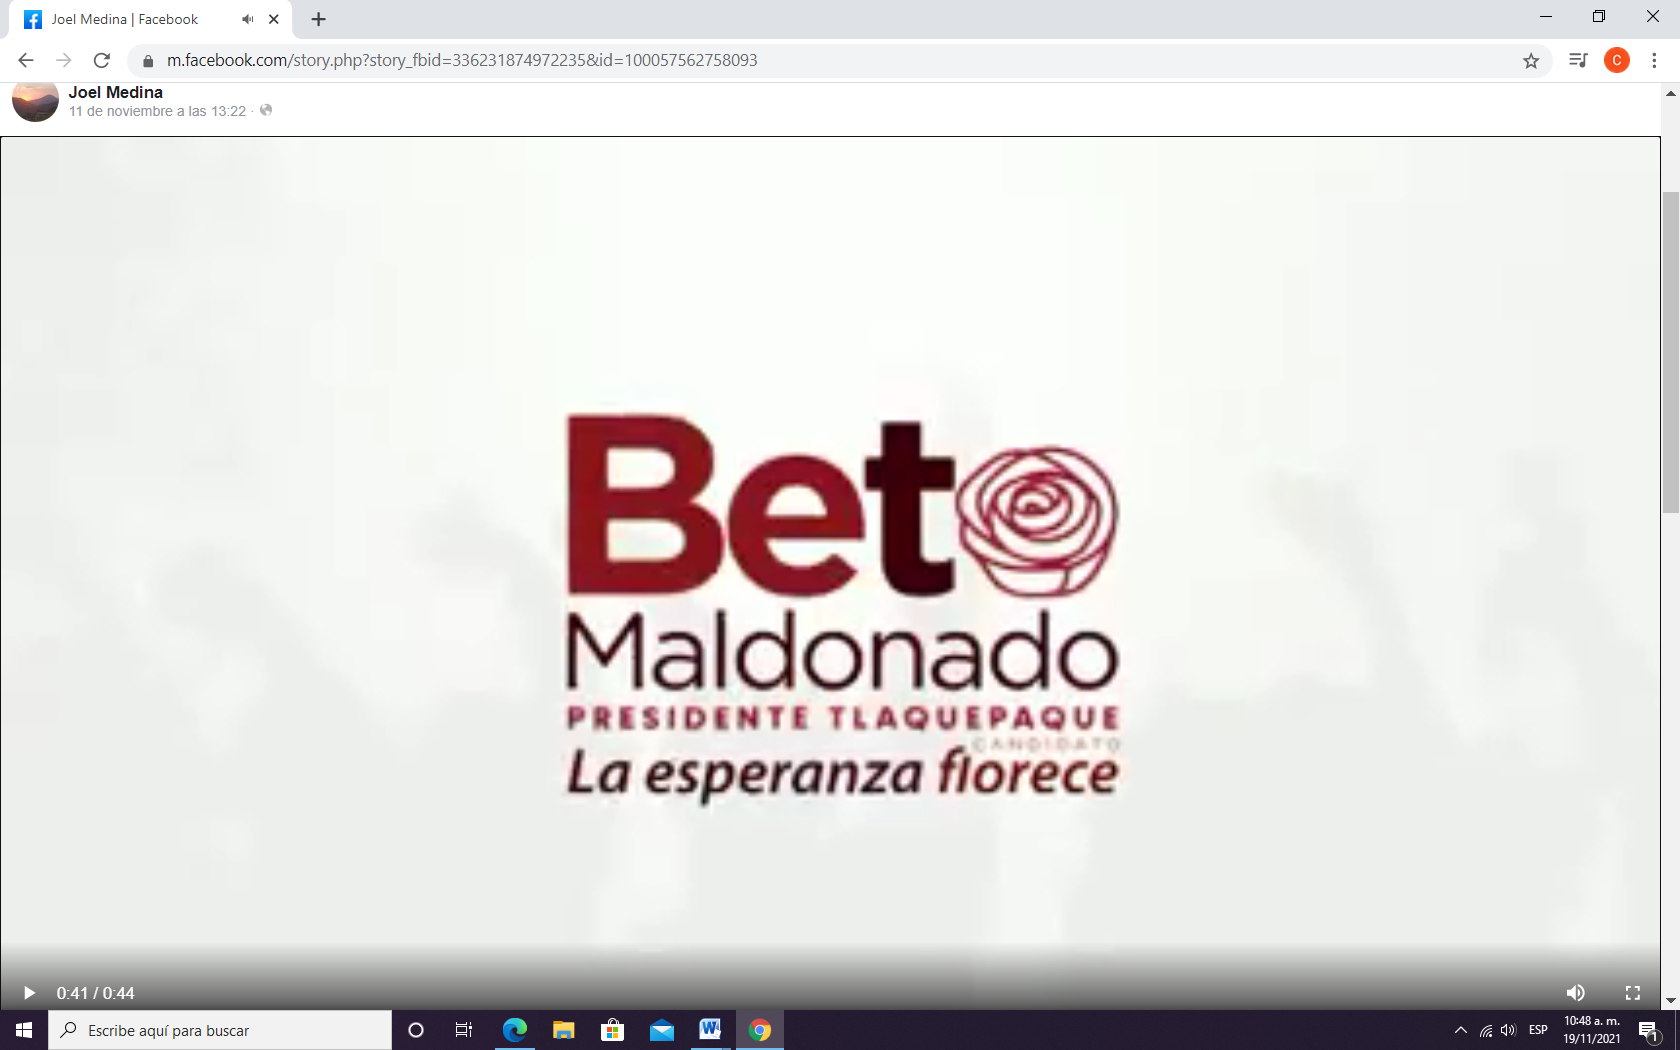 Joel Medina | Facebook
m.facebook.com/story.php?story_fbid=336231874972235&id=100057562758093
C
Joel Medina
11 de noviembre a las 13:22 ·
Beto
Maldonado
PRESIDENTE TLAQUEPAQUE
CANDIDATO
La esperanza florece
0:41 / 0:44
Escribe aquí para buscar
ESP
10:48 a. m.
19/11/2021
1